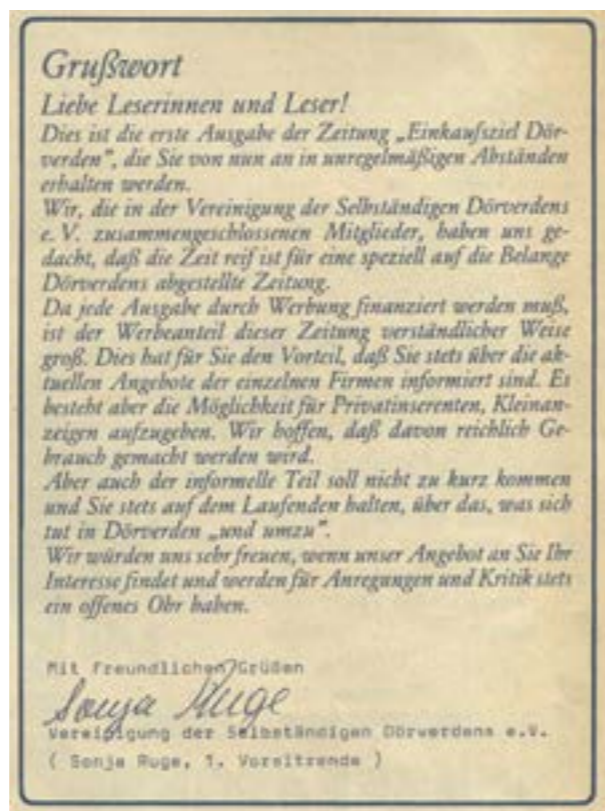 Grußwort
Liebe Leserinnen und Leser!
Dies ist die erste Ausgabe der Zeitung „Einkaufsziel Dör-
verden”, die Sie von nun an in unregelmäßigen Abständen
erhalten werden.
Wir, die in der Vereinigung der Selbständigen Dörverdens
e. V. zusammengeschlossenen Mitglieder, haben uns ge-
dacht, daß die Zeit reif ist für eine speziell auf die Belange
Dörverdens abgestellte Zeitung.
Da jede Ausgabe durch Werbung finanziert werden muß,
ist der Werbeanteil dieser Zeitung verständlicher Weise
groß. Dies hat für Sie den Vorteil, daß Sie stets über die ak-
tuellen Angebote der einzelnen Firmen informiert sind. Es
besteht aber die Möglichkeit für Privatinserenten, Kleinan-
zeigen aufzugeben. Wir hoffen, daß davon reichlich Ge-
brauch gemacht werden wird.
Aber auch der informelle Teil soll nicht zu kurz kommen
und Sie stets auf dem Laufenden halten, über das, was sich
tut in Dörverden „und umzu”.
Wir würden uns sehr freuen, wenn unser Angebot an Sie Ihr
Interesse findet und werden für Anregungen und Kritik stets
ein offenes Ohr haben.
Mit freundlichen Grüßen
Sonja Ruge
Vereinigung der Selbständigen Dörverdens e.V.
( Sonja Ruge, 1. Vorsitzende )